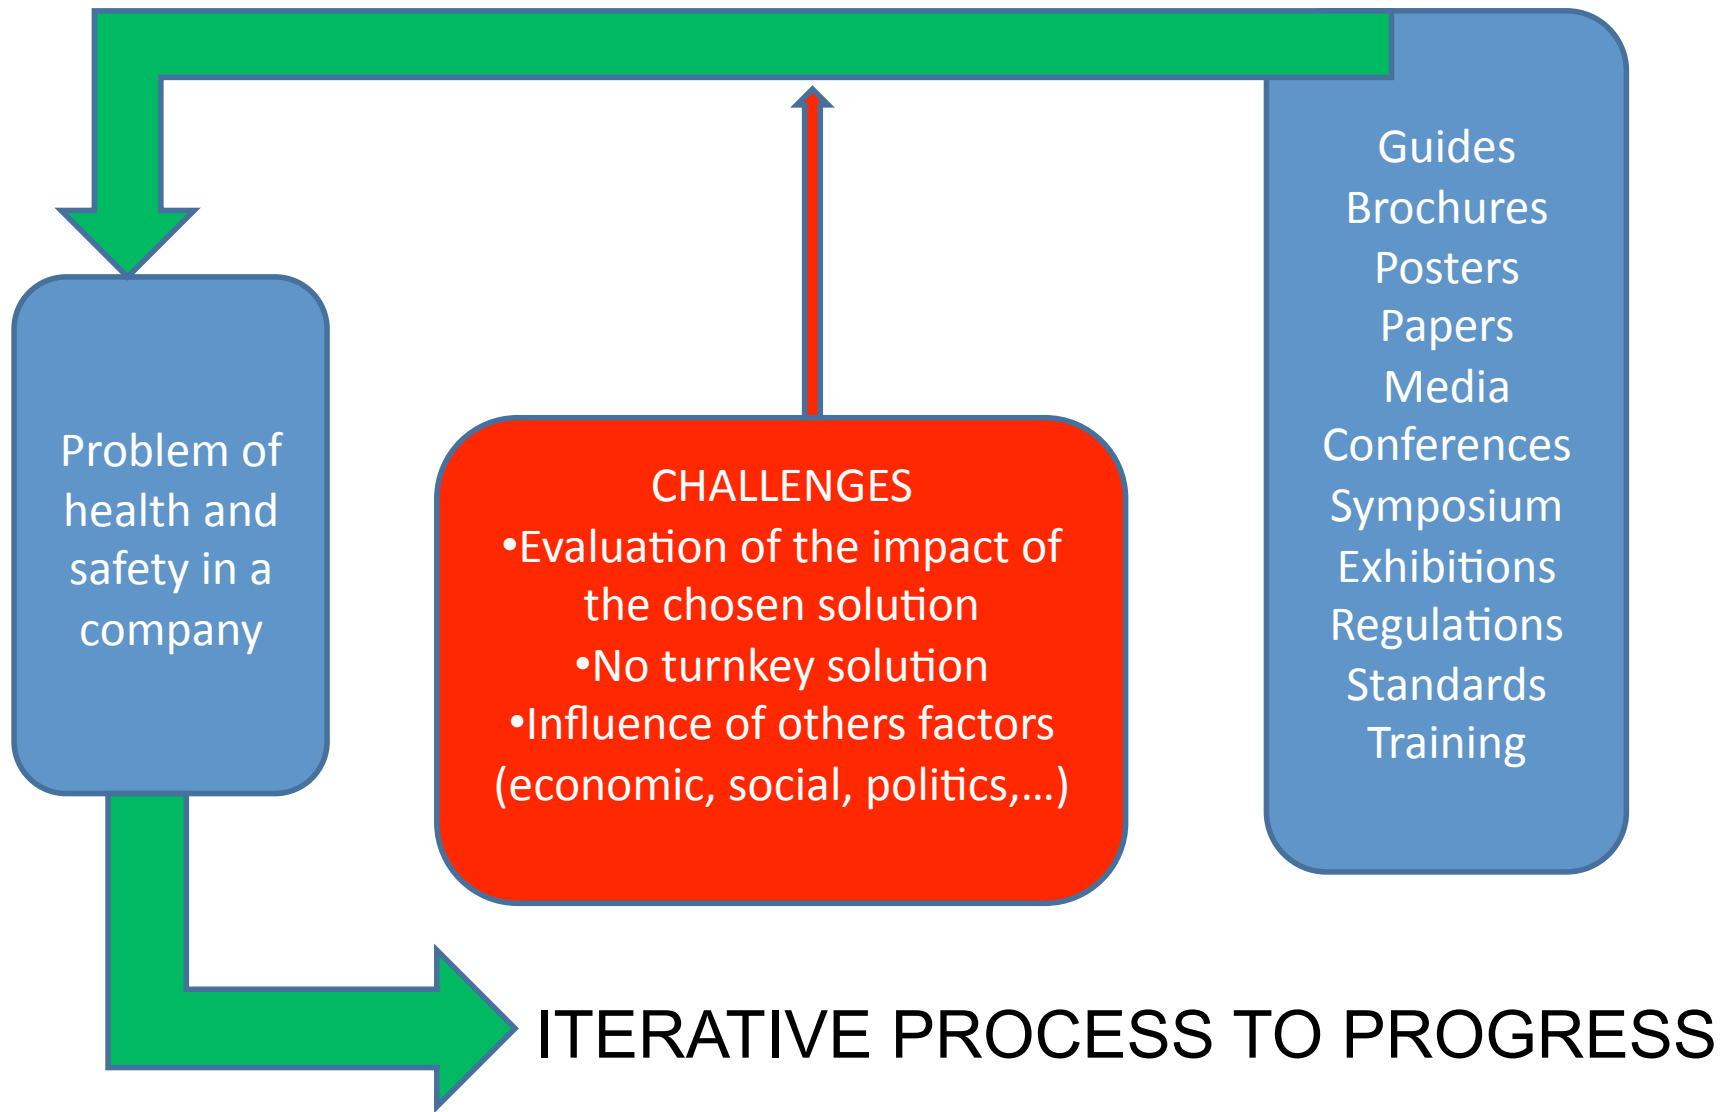 Problem of
health and
safety in a
company
CHALLENGES
•Evaluation of the impact of
the chosen solution
•No turnkey solution
•Influence of others factors
(economic, social, politics,...)
Guides
Brochures
Posters
Papers
Media
Conferences
Symposium
Exhibitions
Regulations
Standards
Training
ITERATIVE PROCESS TO PROGRESS